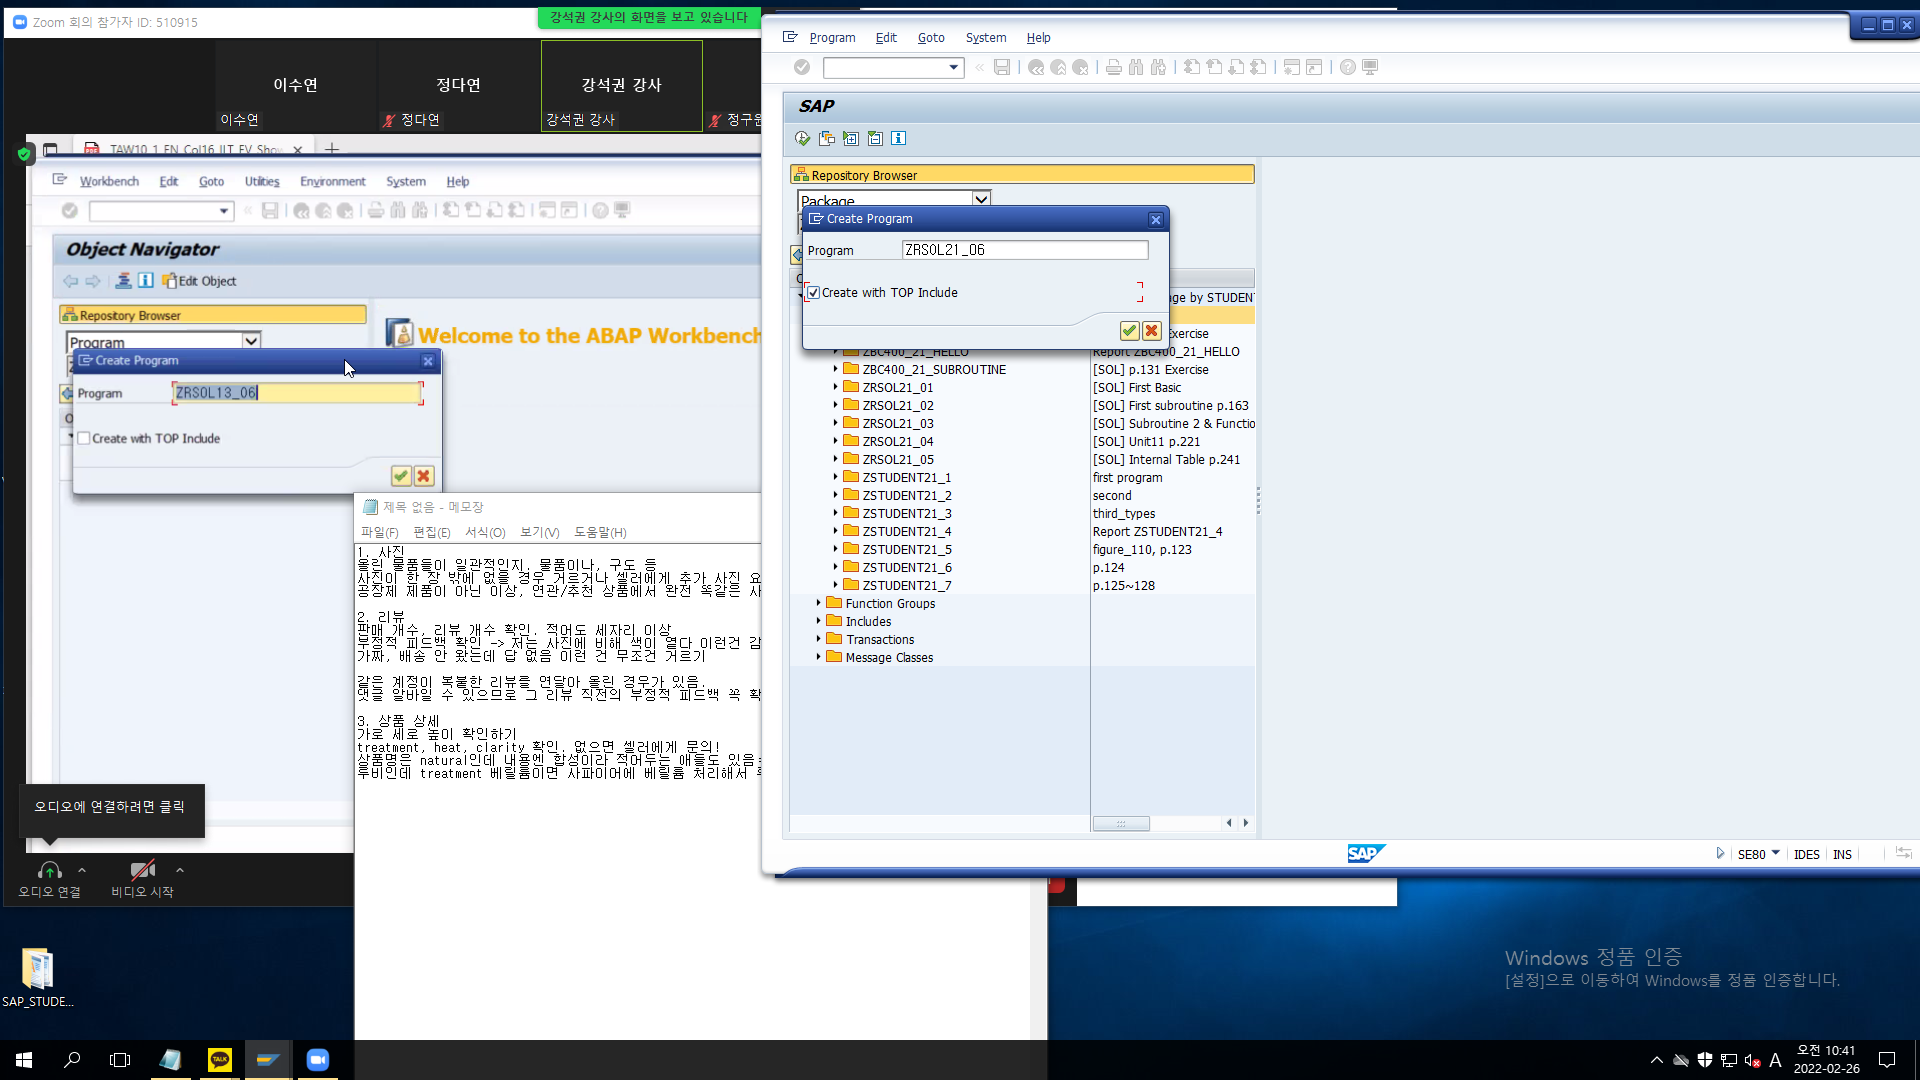 Zoom 회의 참가자 ID: 510915
강석권 강사의 화면을 보고 있습니다
이수연
정다연
강석권 강사
이수연
정다연
강석권 강사
TAW10_1_EN_Col16_ILT_FV_Sho
Workbench Edit Goto Utilities Environment System Help
Object Navigator
Edit Object
Repository Browser
Program
Welcome to the ABAP Workbench
Create Program
Program ZRSOL13_06
Create with TOP Include
제목 없음 - 메모장
파일(F) 편집(E) 서식(O) 보기(V) 도움말(H)
1. 사진
올린 물품들이 일관적인지. 물품이나, 구도 등
사진이 한 장 밖에 없을 경우 거르거나 셀러에게 추가 사진 요
공장제 제품이 아닌 이상, 연관/추천 상품에서 완전 똑같은 사
2. 리뷰
판매 개수, 리뷰 개수 확인. 적어도 세자리 이상
부정적 피드백 확인 -> 저는 사진에 비해 색이 옅다 이런건 감
가짜, 배송 안 왔는데 답 없음 이런 건 무조건 거르기
같은 계정이 복붙한 리뷰를 연달아 올린 경우가 있음.
댓글 알바일 수 있으므로 그 리뷰 직전의 부정적 피드백 꼭 확
3. 상품 상세
가로 세로 높이 확인하기
treatment, heat, clarity 확인. 없으면 셀러에게 문의!
상품명은 natural인데 내용엔 합성이라 적어두는 애들도 있음
루비인데 treatment 베릴륨이면 사파이어에 베릴륨 처리해서
오디오에 연결하려면 클릭
오디오 연결
비디오 시작
Program Edit Goto System Help
SAP
Repository Browser
Package
Create Program
Program ZRSOL21_06
Create with TOP Include
ge by STUDENT
Exercise
ZBC400_21_HELLO Report ZBC400_21_HELLO
ZBC400_21_SUBROUTINE [SOL] p.131 Exercise
ZRSOL21_01 [SOL] First Basic
ZRSOL21_02 [SOL] First subroutine p.163
ZRSOL21_03 [SOL] Subroutine 2 & Functio
ZRSOL21_04 [SOL] Unit11 p.221
ZRSOL21_05 [SOL] Internal Table p.241
ZSTUDENT21_1 first program
ZSTUDENT21_2 second
ZSTUDENT21_3 third_types
ZSTUDENT21_4 Report ZSTUDENT21_4
ZSTUDENT21_5 figure_110, p.123
ZSTUDENT21_6 p.124
ZSTUDENT21_7 p.125~128
Function Groups
Includes
Transactions
Message Classes
SAP
SE80 IDES INS
SAP_STUDE...
Windows 정품 인증
[설정]으로 이동하여 Windows를 정품 인증합니다.
TALK
A
오전 10:41
2022-02-26